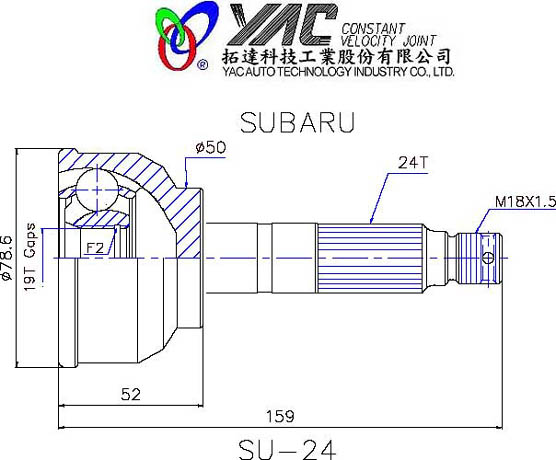 YAC CONSTANT
VELOCITY JOINT
拓達科技工業股份有限公司
®
YAC AUTO TECHNOLOGY INDUSTRY CO., LTD.
SUBARU
ø50
24T
M18X1.5
ø78.6
19T Gaps
F2
52
159
SU-24